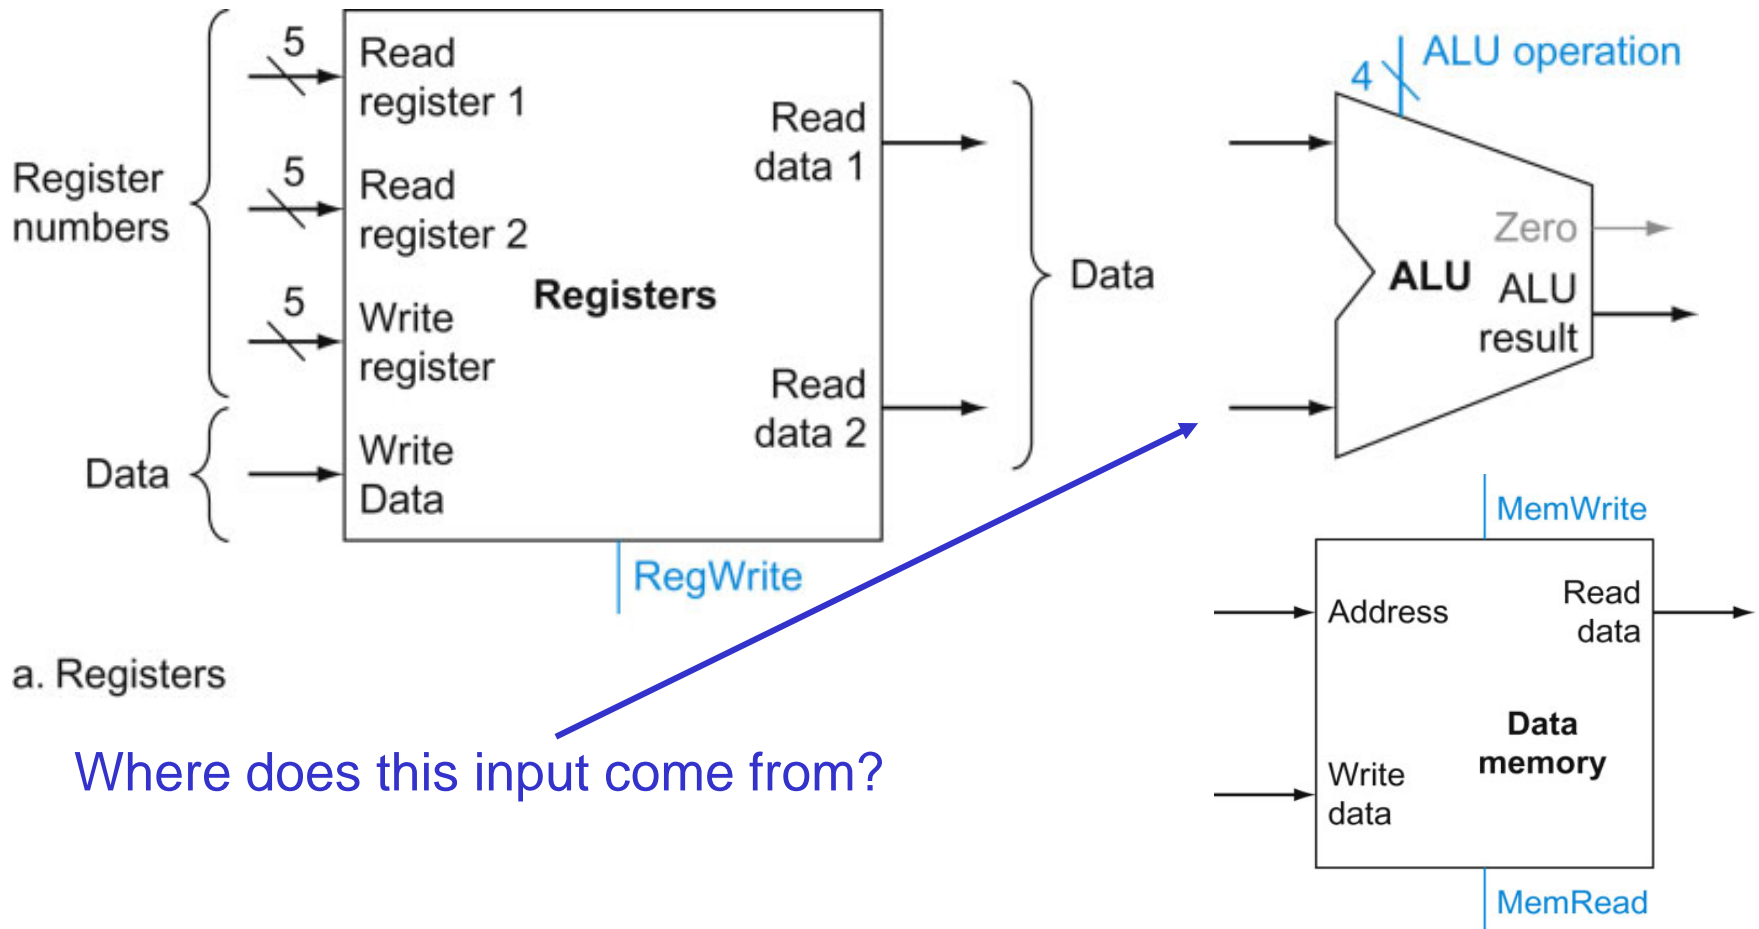 5
Read
register 1
Read
data 1
5
Read
register 2
Register
numbers
Registers
5
Write
register
Read
data 2
Data
Write
Data
RegWrite
Data
4
ALU operation
Zero
ALU
ALU
result
MemWrite
Address
Read
data
Data
memory
Write
data
MemRead
a. Registers
Where does this input come from?